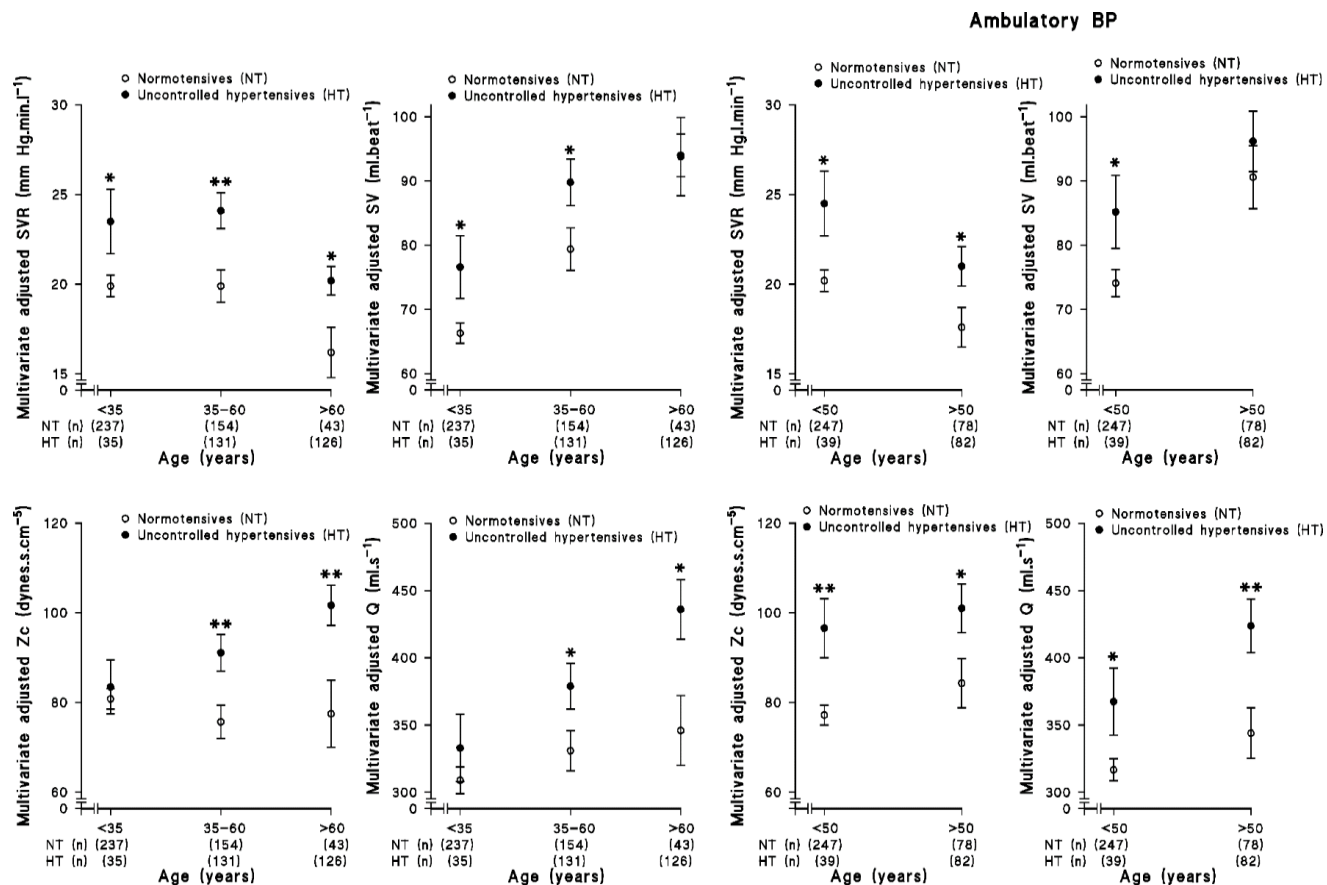 Ambulatory BP
Normotensives (NT)
Uncontrolled hypertensives (HT)
Multivariate adjusted SVR (mm Hg.min.l⁻¹)
30
25
20
15
0
*
**
*
<35
35–60
>60
NT (n) (237) (154) (43)
HT (n) (35) (131) (126)
Age (years)
Normotensives (NT)
Uncontrolled hypertensives (HT)
Multivariate adjusted SV (ml.beat⁻¹)
100
90
80
70
60
0
*
*
<35
35–60
>60
(237) (154) (43)
(35) (131) (126)
Age (years)
Normotensives (NT)
Uncontrolled hypertensives (HT)
Multivariate adjusted SVR (mm Hg.l.min⁻¹)
30
25
20
15
0
*
*
<50
>50
NT (n) (247) (78)
HT (n) (39) (82)
Age (years)
Normotensives (NT)
Uncontrolled hypertensives (HT)
Multivariate adjusted SV (ml.beat⁻¹)
100
90
80
70
60
0
*
<50
>50
(247) (78)
(39) (82)
Age (years)
Normotensives (NT)
Uncontrolled hypertensives (HT)
Multivariate adjusted Zc (dynes.s.cm⁻⁵)
120
100
80
60
0
**
**
<35
35–60
>60
NT (n) (237) (154) (43)
HT (n) (35) (131) (126)
Age (years)
Normotensives (NT)
Uncontrolled hypertensives (HT)
Multivariate adjusted Q (ml.s⁻¹)
500
450
400
350
300
0
*
*
<35
35–60
>60
(237) (154) (43)
(35) (131) (126)
Age (years)
Normotensives (NT)
Uncontrolled hypertensives (HT)
Multivariate adjusted Zc (dynes.s.cm⁻⁵)
120
100
80
60
0
**
*
<50
>50
NT (n) (247) (78)
HT (n) (39) (82)
Age (years)
Normotensives (NT)
Uncontrolled hypertensives (HT)
Multivariate adjusted Q (ml.s⁻¹)
500
450
400
350
300
0
*
**
<50
>50
(247) (78)
(39) (82)
Age (years)